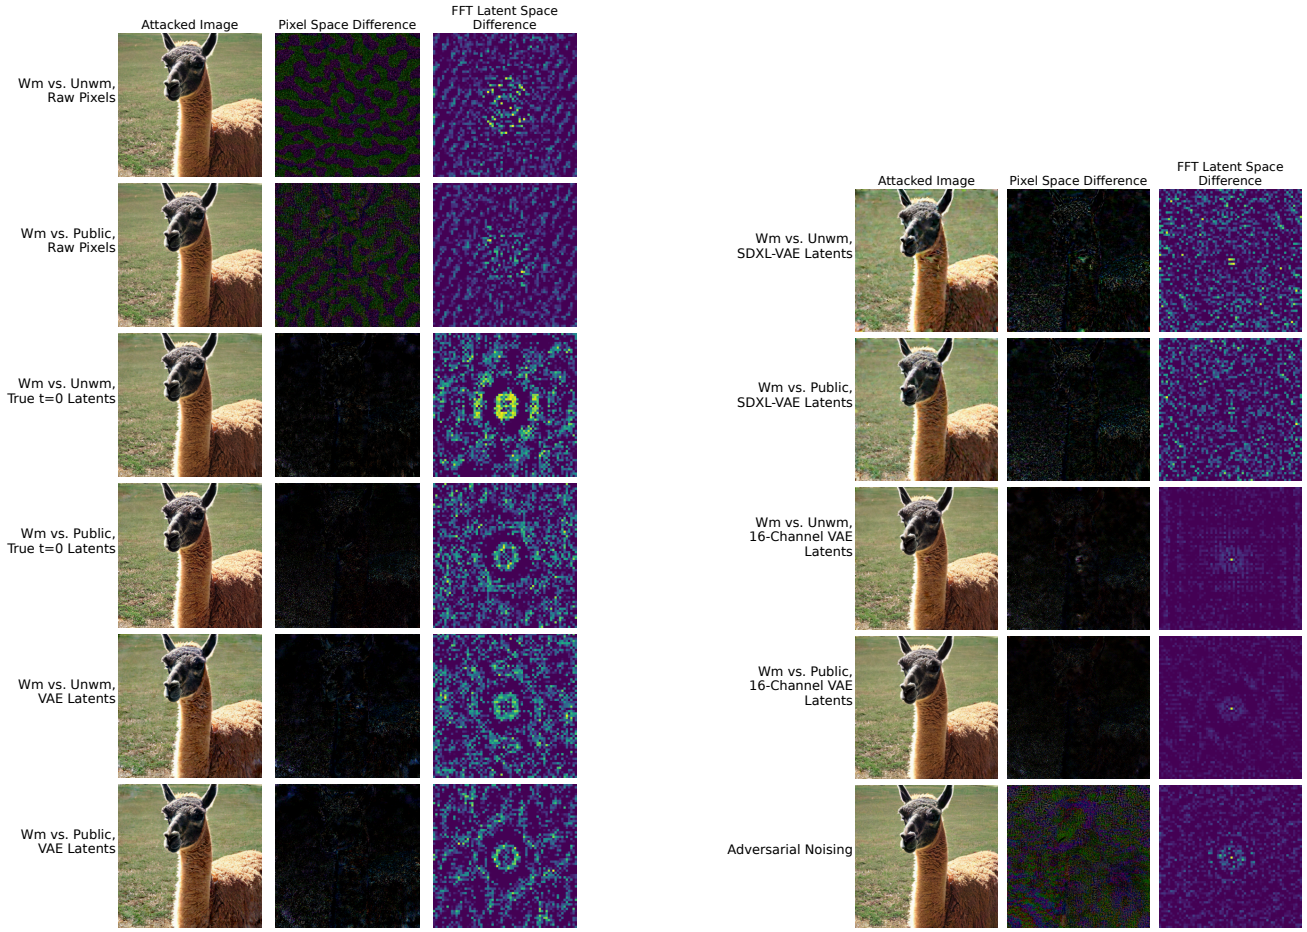 Attacked Image
Pixel Space Difference
FFT Latent Space
Difference
Wm vs. Unwm,
Raw Pixels
Wm vs. Public,
Raw Pixels
Wm vs. Unwm,
True t=0 Latents
Wm vs. Public,
True t=0 Latents
Wm vs. Unwm,
VAE Latents
Wm vs. Public,
VAE Latents
Attacked Image
Pixel Space Difference
FFT Latent Space
Difference
Wm vs. Unwm,
SDXL-VAE Latents
Wm vs. Public,
SDXL-VAE Latents
Wm vs. Unwm,
16-Channel VAE
Latents
Wm vs. Public,
16-Channel VAE
Latents
Adversarial Noising